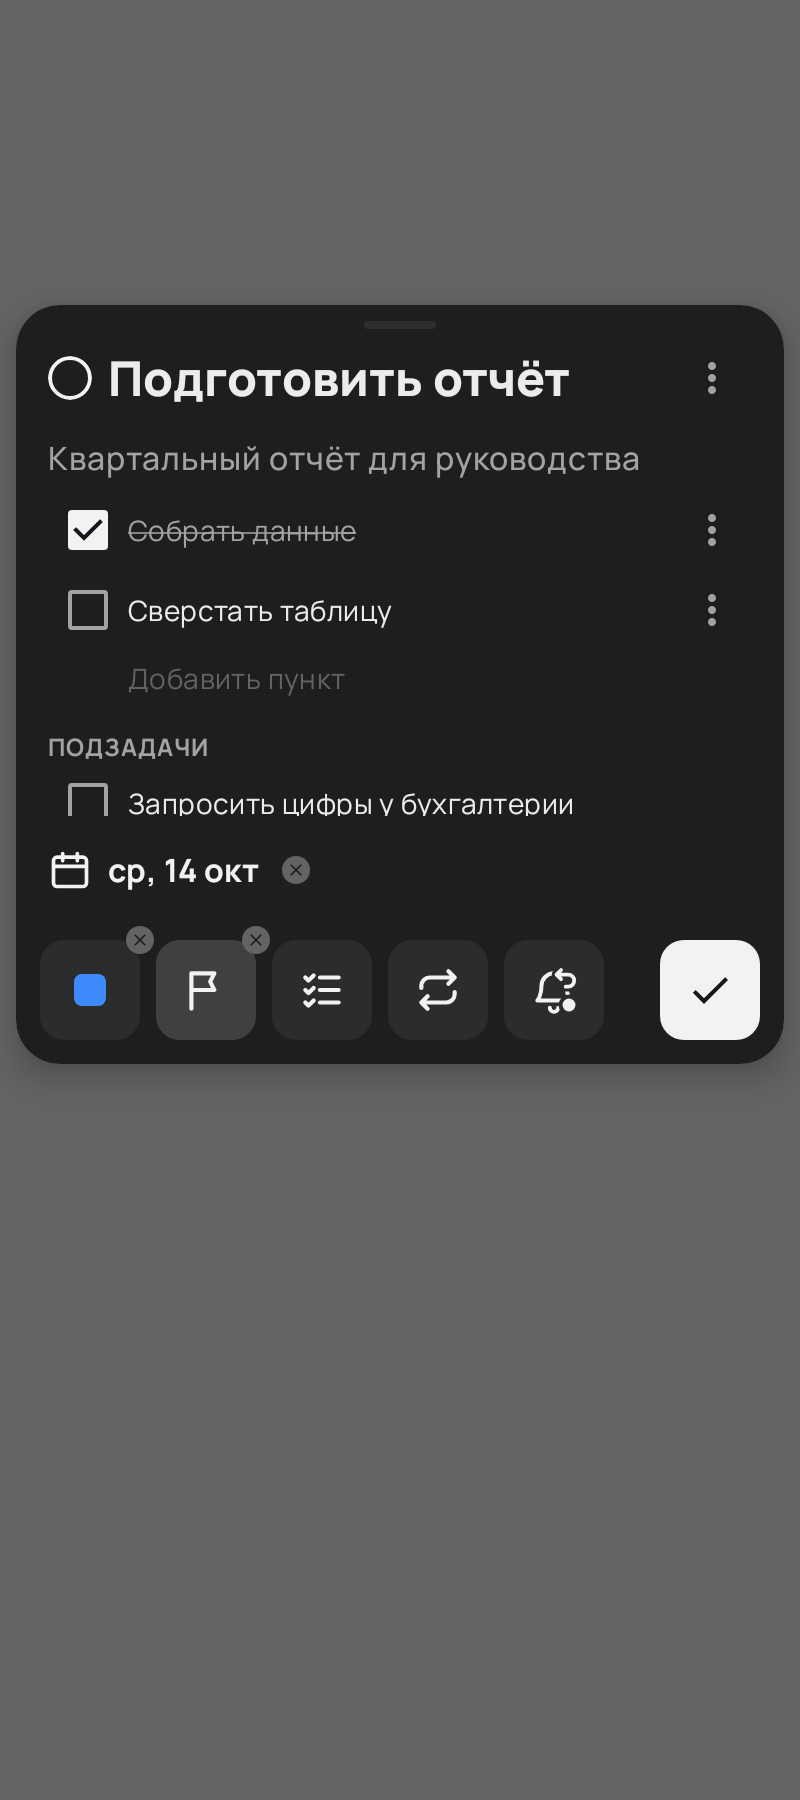 Подготовить отчёт
Квартальный отчёт для руководства
Собрать данные
Сверстать таблицу
Добавить пункт
ПОДЗАДАЧИ
Запросить цифры у бухгалтерии
ср, 14 окт